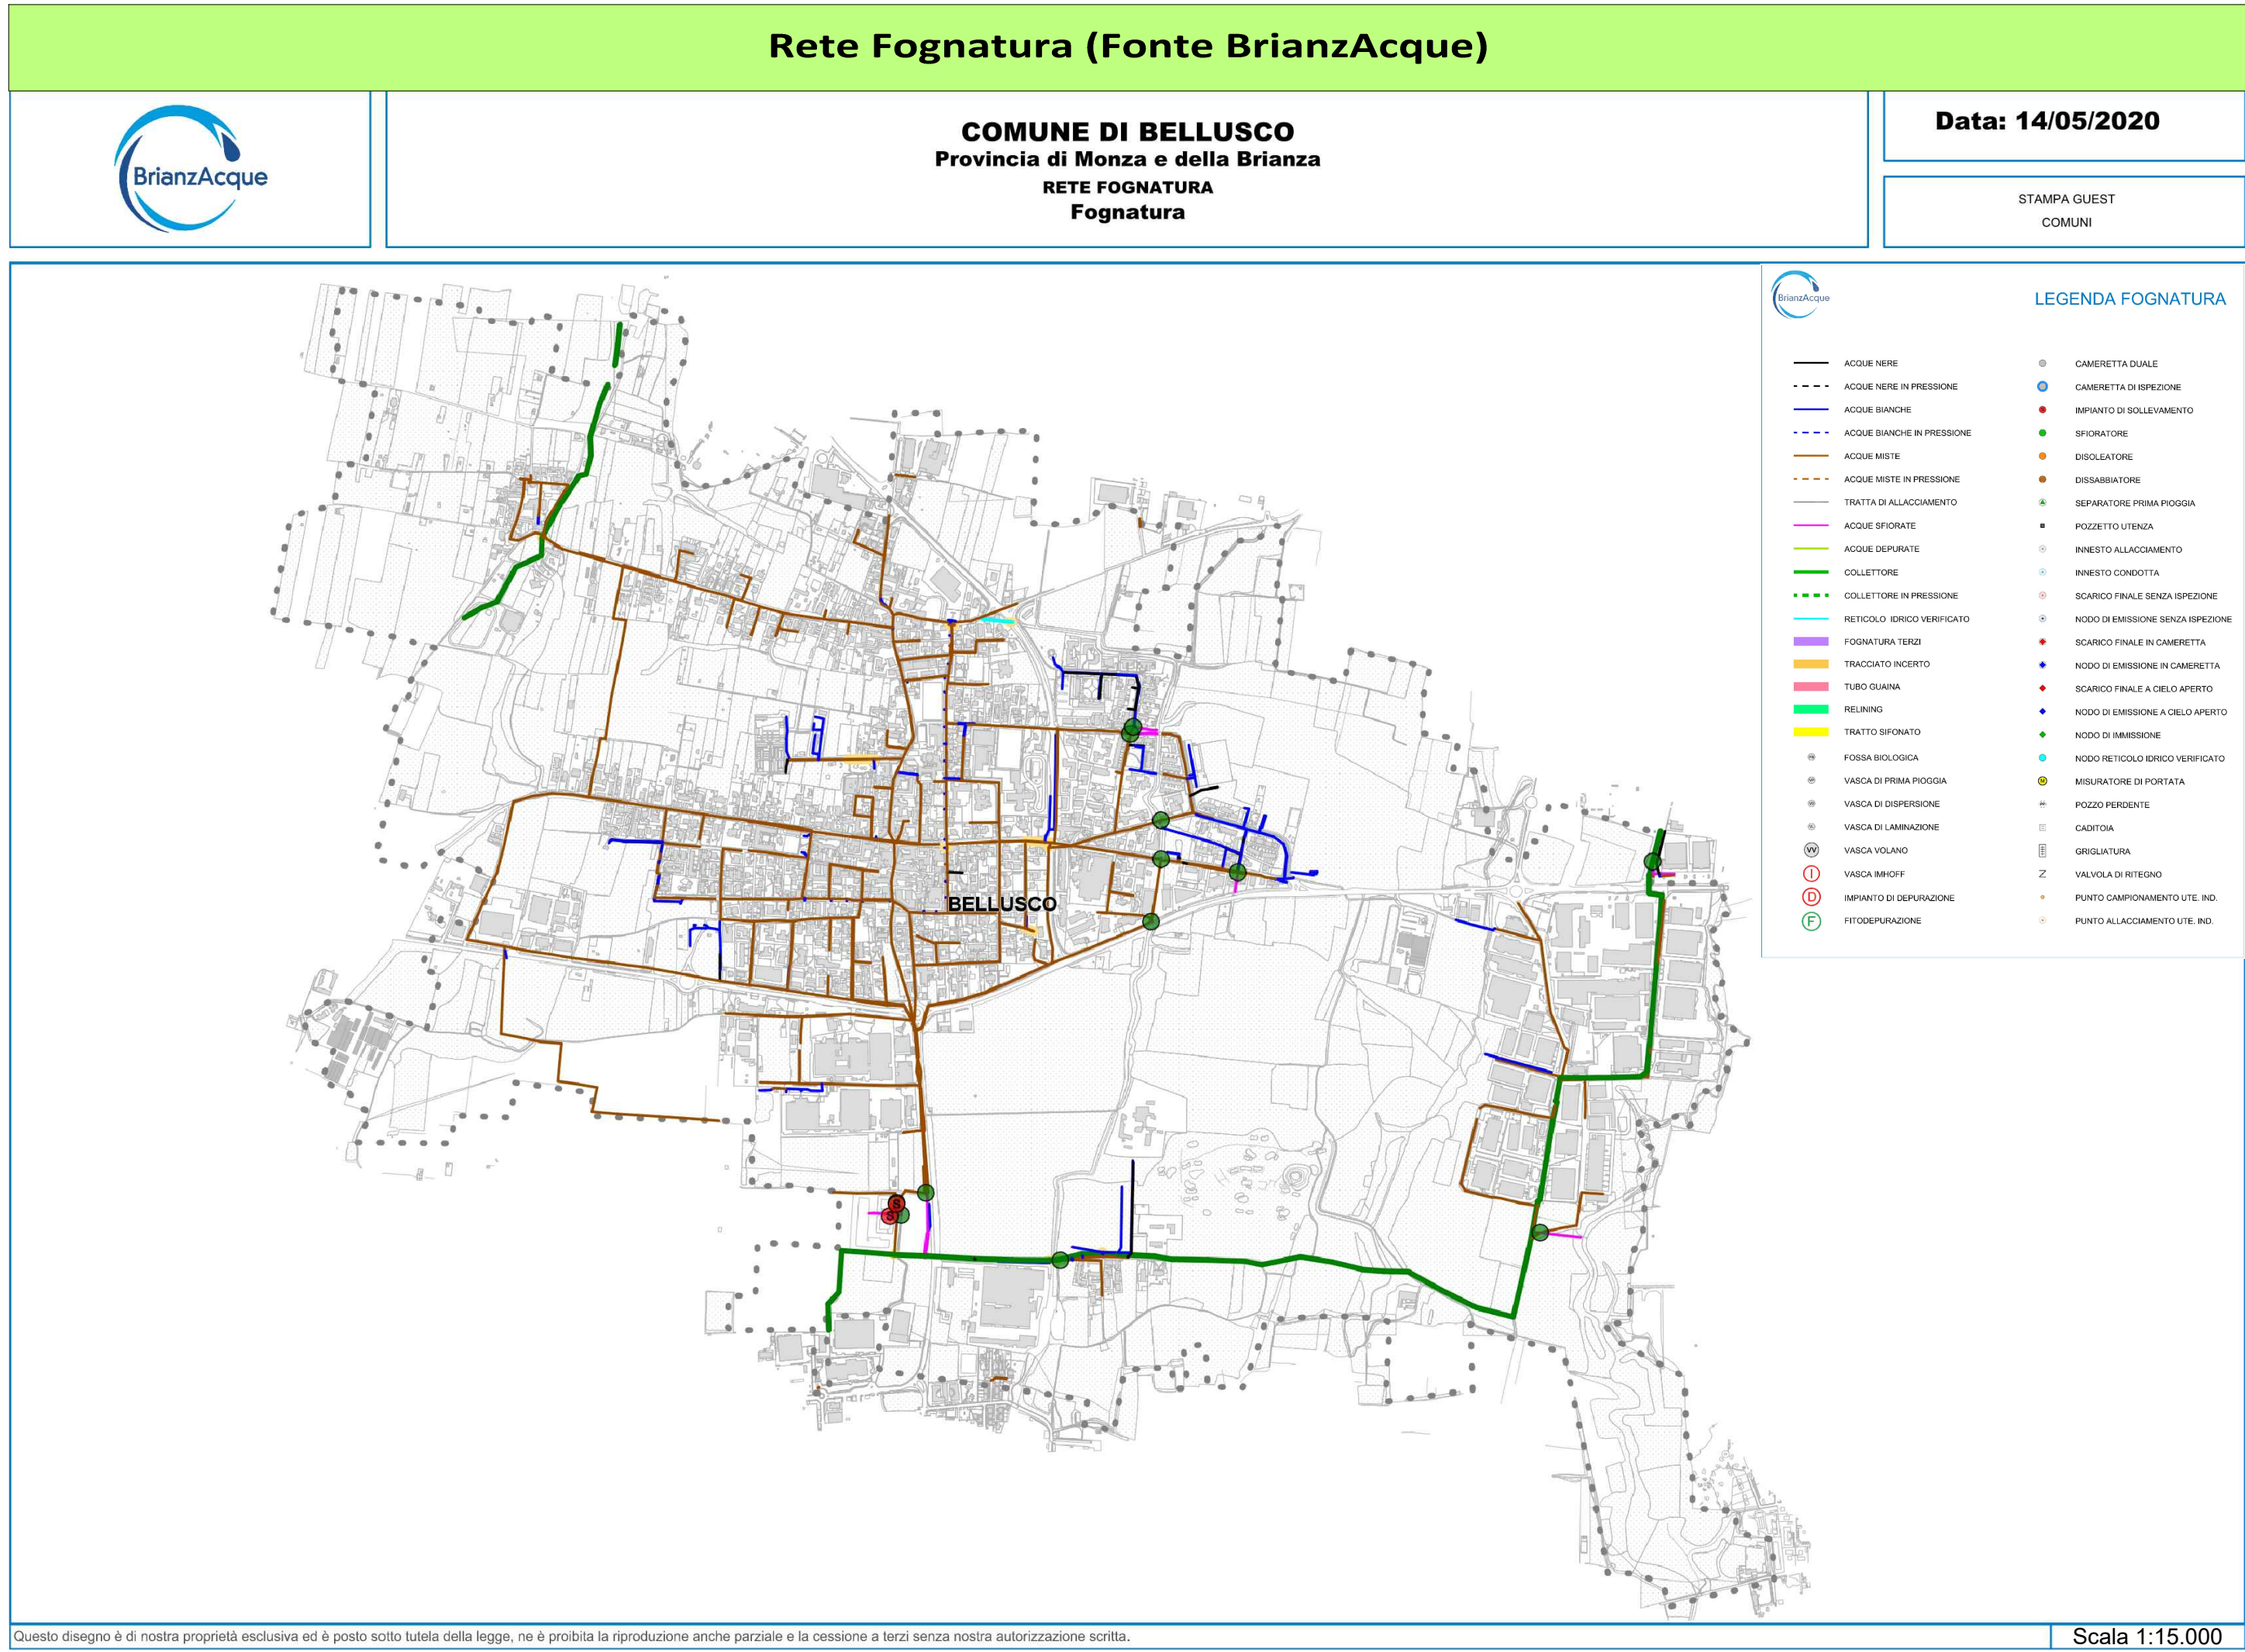 Rete Fognatura (Fonte BrianzAcque)
BrianzAcque
COMUNE DI BELLUSCO
Provincia di Monza e della Brianza
RETE FOGNATURA
Fognatura
Data: 14/05/2020
STAMPA GUEST
COMUNI
BrianzAcque
LEGENDA FOGNATURA
ACQUE NERE
ACQUE NERE IN PRESSIONE
ACQUE BIANCHE
ACQUE BIANCHE IN PRESSIONE
ACQUE MISTE
ACQUE MISTE IN PRESSIONE
TRATTA DI ALLACCIAMENTO
ACQUE SFIORATE
ACQUE DEPURATE
COLLETTORE
COLLETTORE IN PRESSIONE
RETICOLO IDRICO VERIFICATO
FOGNATURA TERZI
TRACCIATO INCERTO
TUBO GUAINA
RELINING
TRATTO SIFONATO
FOSSA BIOLOGICA
VASCA DI PRIMA PIOGGIA
VASCA DI DISPERSIONE
VASCA DI LAMINAZIONE
VV VASCA VOLANO
I VASCA IMHOFF
D IMPIANTO DI DEPURAZIONE
F FITODEPURAZIONE
CAMERETTA DUALE
CAMERETTA DI ISPEZIONE
IMPIANTO DI SOLLEVAMENTO
SFIORATORE
DISOLEATORE
DISSABBIATORE
SEPARATORE PRIMA PIOGGIA
POZZETTO UTENZA
INNESTO ALLACCIAMENTO
INNESTO CONDOTTA
SCARICO FINALE SENZA ISPEZIONE
NODO DI EMISSIONE SENZA ISPEZIONE
SCARICO FINALE IN CAMERETTA
NODO DI EMISSIONE IN CAMERETTA
SCARICO FINALE A CIELO APERTO
NODO DI EMISSIONE A CIELO APERTO
NODO DI IMMISSIONE
NODO RETICOLO IDRICO VERIFICATO
M MISURATORE DI PORTATA
POZZO PERDENTE
CADITOIA
GRIGLIATURA
VALVOLA DI RITEGNO
PUNTO CAMPIONAMENTO UTE. IND.
PUNTO ALLACCIAMENTO UTE. IND.
BELLUSCO
S
S
Questo disegno è di nostra proprietà esclusiva ed è posto sotto tutela della legge, ne è proibita la riproduzione anche parziale e la cessione a terzi senza nostra autorizzazione scritta.
Scala 1:15.000